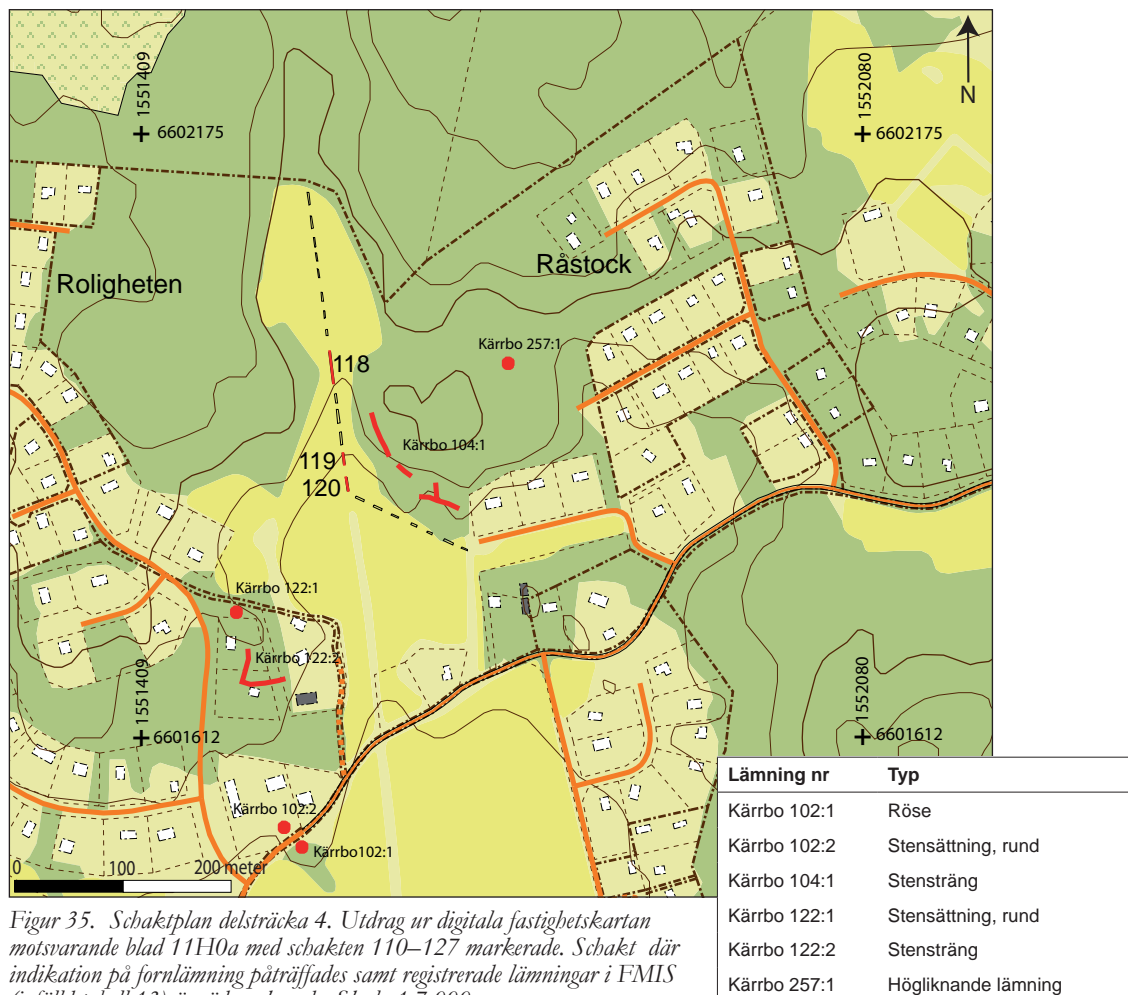 1551409
6602175
1552080
6602175
N
Roligheten
Råstock
Kärrbo 257:1
118
Kärrbo 104:1
119
120
Kärrbo 122:1
Kärrbo 122:2
1551409
6601612
1552080
6601612
Kärrbo 102:2
Kärrbo102:1
0 100 200 meter
Lämning nr Typ
Kärrbo 102:1 Röse
Kärrbo 102:2 Stensättning, rund
Kärrbo 104:1 Stensträng
Kärrbo 122:1 Stensättning, rund
Kärrbo 122:2 Stensträng
Kärrbo 257:1 Högliknande lämning
Figur 35. Schaktplan delsträcka 4. Utdrag ur digitala fastighetskartan
motsvarande blad 11H0a med schakten 110–127 markerade. Schakt där
indikation på fornlämning påträffades samt registrerade lämningar i FMIS